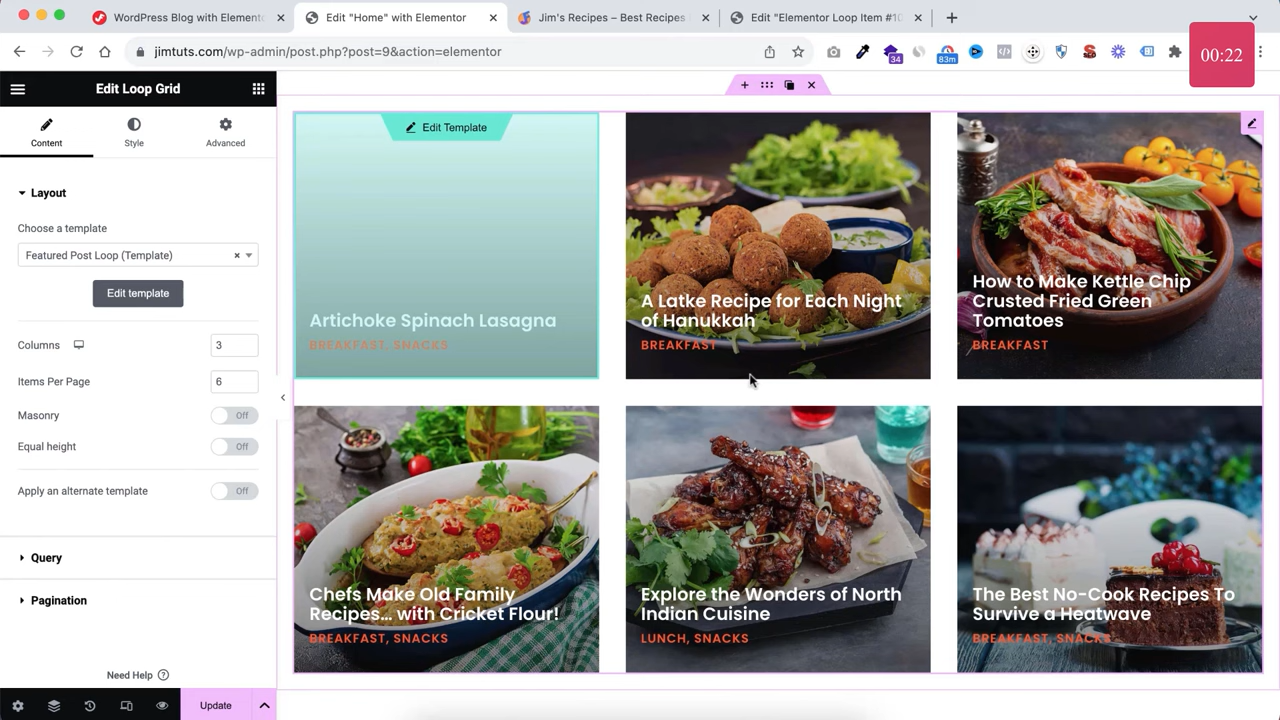 WordPress Blog with Element
Edit "Home" with Elementor
Jim's Recipes – Best Recipes
Edit "Elementor Loop Item #10
00:22
jimtuts.com/wp-admin/post.php?post=9&action=elementor
34
83m
Edit Loop Grid
Content
Style
Advanced
Layout
Choose a template
Featured Post Loop (Template)
Edit template
Columns
3
Items Per Page
6
Masonry
Off
Equal height
Off
Apply an alternate template
Off
Query
Pagination
Need Help
Update
Edit Template
Artichoke Spinach Lasagna
BREAKFAST, SNACKS
A Latke Recipe for Each Night
of Hanukkah
BREAKFAST
How to Make Kettle Chip
Crusted Fried Green
Tomatoes
BREAKFAST
Chefs Make Old Family
Recipes... with Cricket Flour!
BREAKFAST, SNACKS
Explore the Wonders of North
Indian Cuisine
LUNCH, SNACKS
The Best No-Cook Recipes To
Survive a Heatwave
BREAKFAST, SNACKS